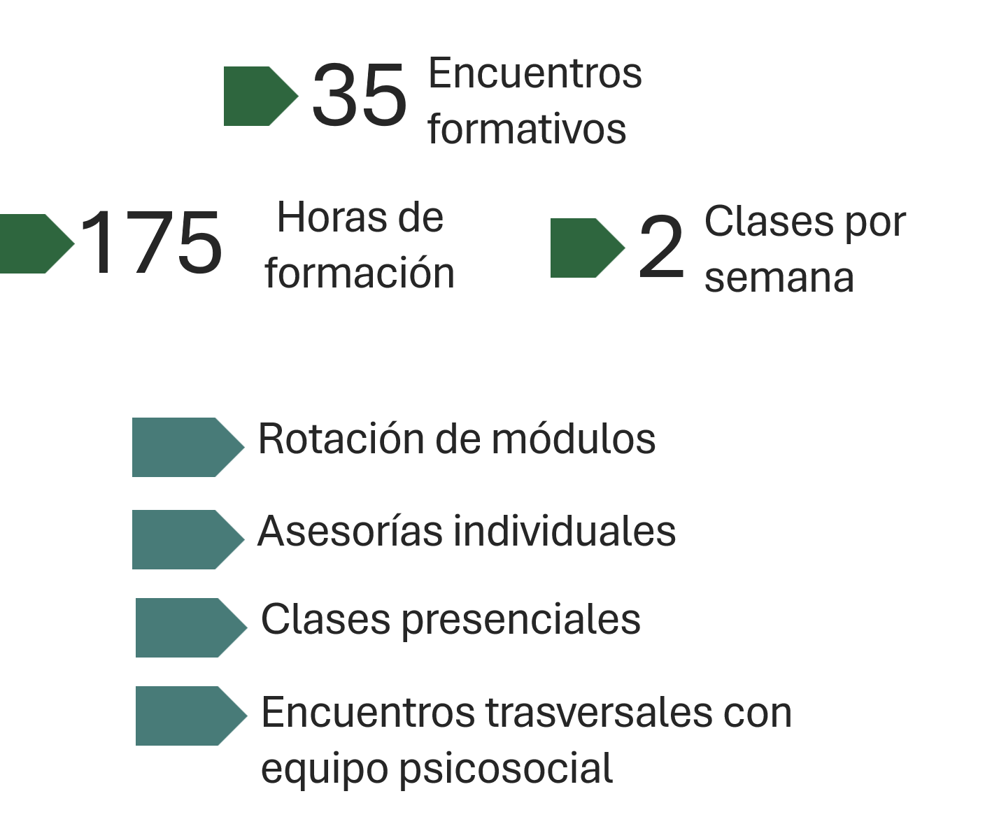 35 Encuentros
formativos
175 Horas de
formación
2 Clases por
semana
Rotación de módulos
Asesorías individuales
Clases presenciales
Encuentros trasversales con
equipo psicosocial